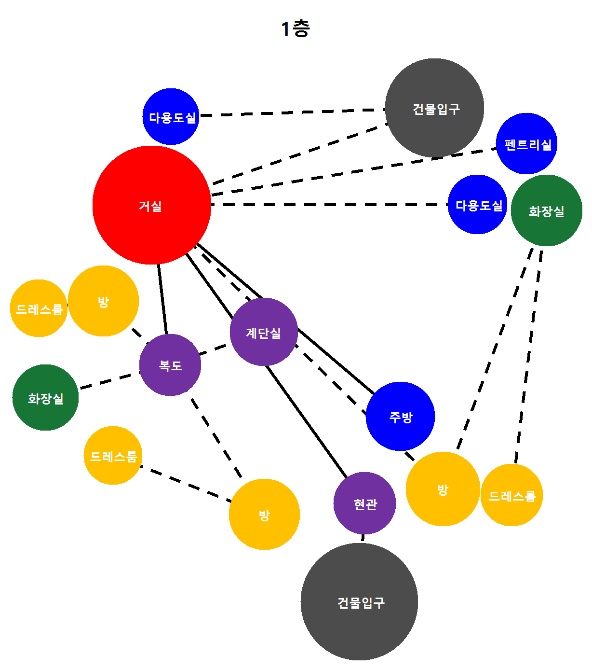 1층
건물입구
다용도실
펜트리실
거실
다용도실
화장실
드레스룸
방
계단실
복도
화장실
주방
드레스룸
방
드레스룸
현관
방
건물입구